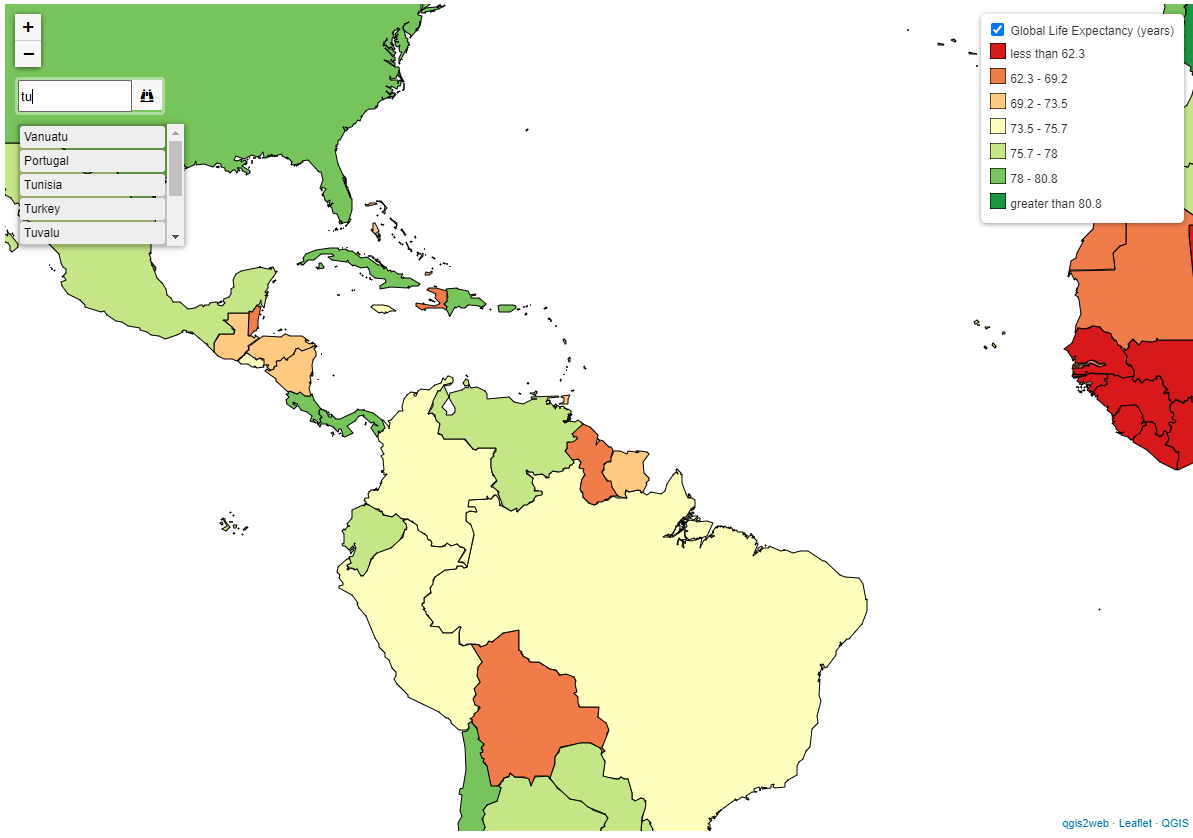 +
−
tu
Vanuatu
Portugal
Tunisia
Turkey
Tuvalu
Global Life Expectancy (years)
less than 62.3
62.3 - 69.2
69.2 - 73.5
73.5 - 75.7
75.7 - 78
78 - 80.8
greater than 80.8
qgis2web · Leaflet · QGIS